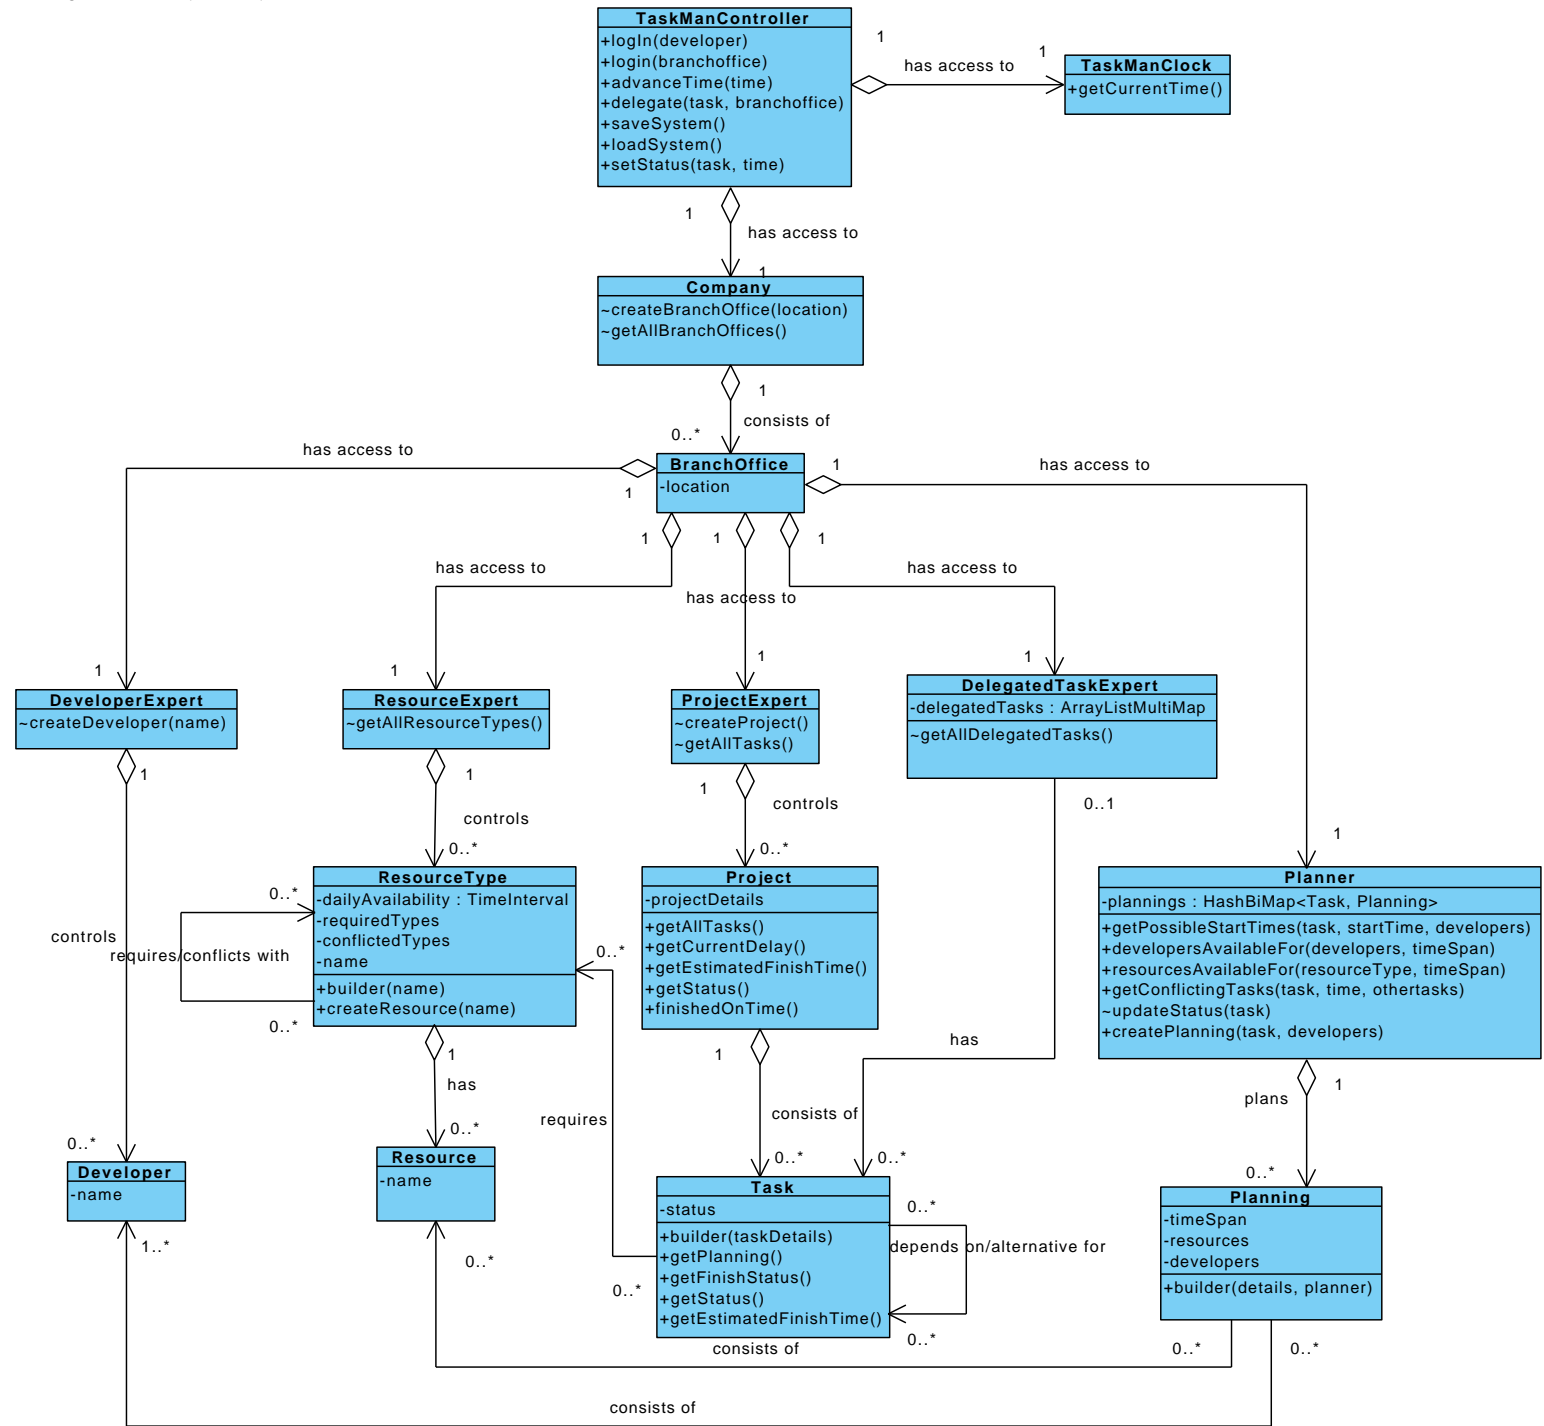 TaskManController
+logIn(developer)
+login(branchoffice)
+advanceTime(time)
+delegate(task, branchoffice)
+saveSystem()
+loadSystem()
+setStatus(task, time)
1
has access to
1
TaskManClock
+getCurrentTime()
1
has access to
1
Company
~createBranchOffice(location)
~getAllBranchOffices()
1
consists of
0..*
BranchOffice
-location
has access to
1
1
has access to
1
1
1
has access to
has access to
has access to
1
1
1
1
1
DeveloperExpert
~createDeveloper(name)
ResourceExpert
~getAllResourceTypes()
ProjectExpert
~createProject()
~getAllTasks()
DelegatedTaskExpert
-delegatedTasks : ArrayListMultiMap
~getAllDelegatedTasks()
1
1
1
0..1
controls
controls
controls
0..*
0..*
ResourceType
-dailyAvailability : TimeInterval
-requiredTypes
-conflictedTypes
-name
+builder(name)
+createResource(name)
0..*
requires/conflicts with
0..*
0..*
Project
-projectDetails
+getAllTasks()
+getCurrentDelay()
+getEstimatedFinishTime()
+getStatus()
+finishedOnTime()
Planner
-plannings : HashBiMap<Task, Planning>
+getPossibleStartTimes(task, startTime, developers)
+developersAvailableFor(developers, timeSpan)
+resourcesAvailableFor(resourceType, timeSpan)
+getConflictingTasks(task, time, othertasks)
~updateStatus(task)
+createPlanning(task, developers)
1
has
0..*
requires
1
consists of
0..*
has
0..*
1
plans
0..*
0..*
Developer
-name
1..*
Resource
-name
0..*
Task
-status
+builder(taskDetails)
+getPlanning()
+getFinishStatus()
+getStatus()
+getEstimatedFinishTime()
0..*
0..*
depends on/alternative for
0..*
Planning
-timeSpan
-resources
-developers
+builder(details, planner)
0..*
0..*
consists of
consists of